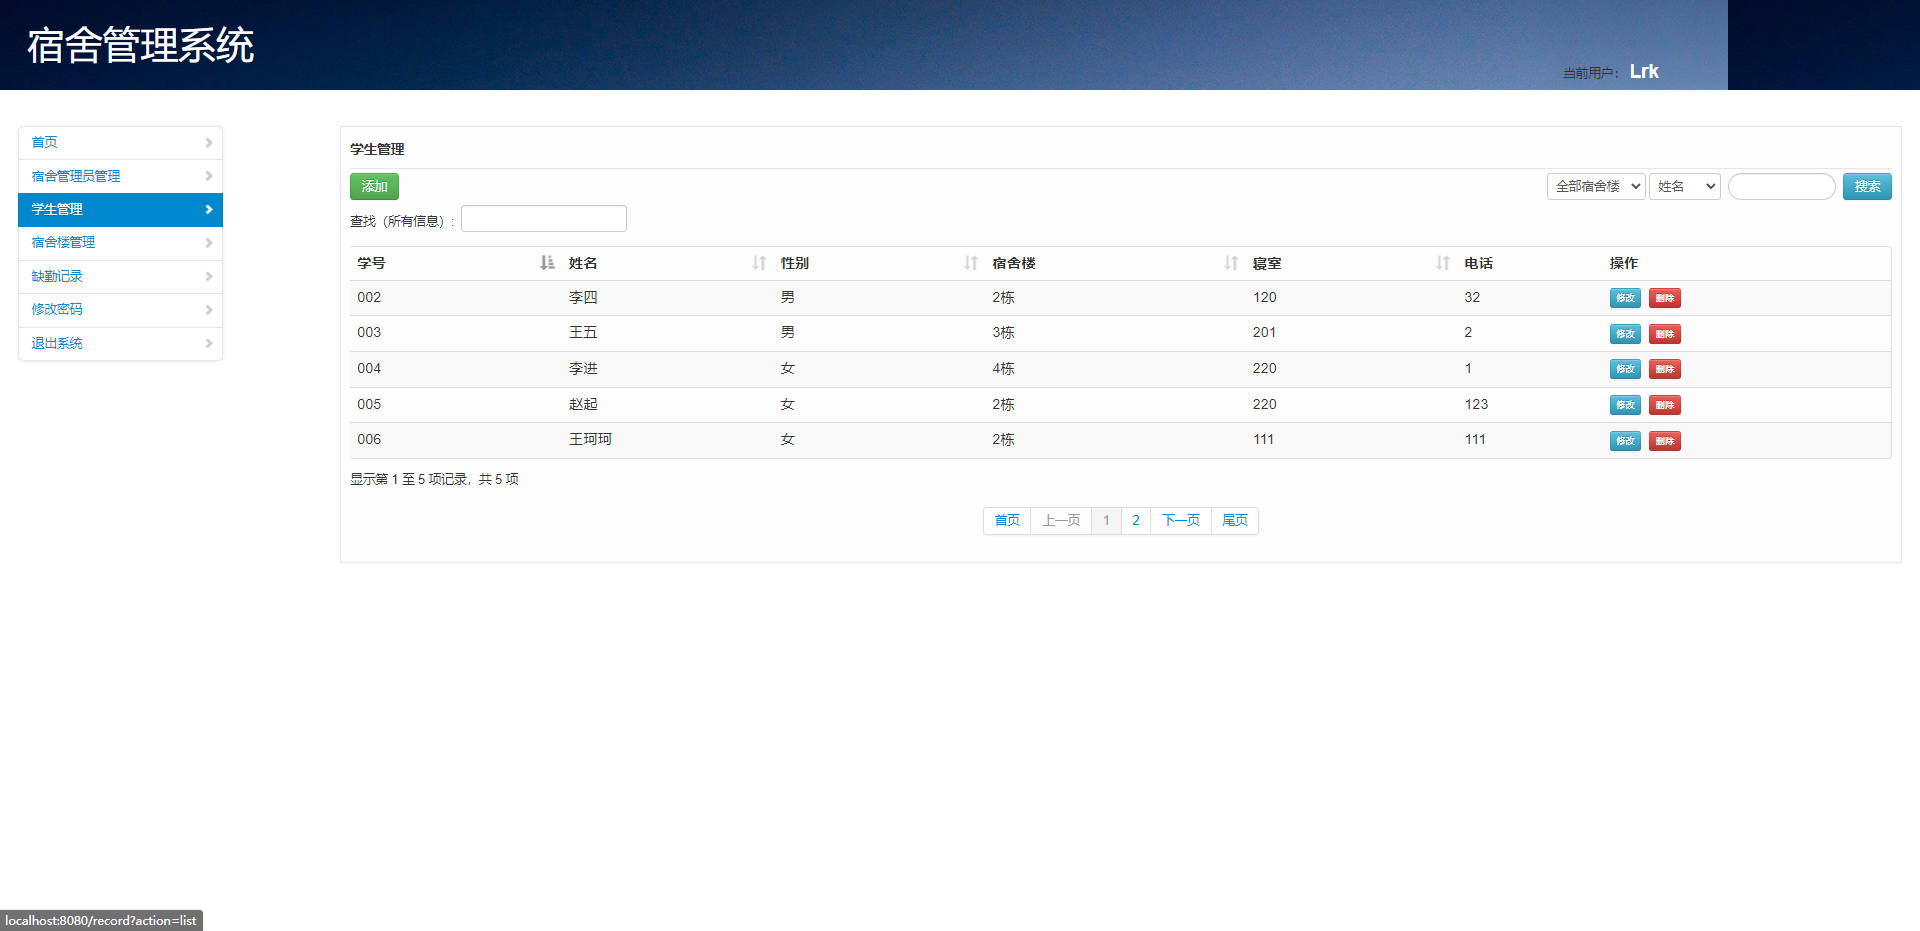 宿舍管理系统
当前用户： Lrk
首页
宿舍管理员管理
学生管理
宿舍楼管理
缺勤记录
修改密码
退出系统
学生管理
添加 全部宿舍楼 姓名 搜索
查找（所有信息）:
学号 姓名 性别 宿舍楼 寝室 电话 操作
002 李四 男 2栋 120 32 修改 删除
003 王五 男 3栋 201 2 修改 删除
004 李进 女 4栋 220 1 修改 删除
005 赵起 女 2栋 220 123 修改 删除
006 王珂珂 女 2栋 111 111 修改 删除
显示第 1 至 5 项记录，共 5 项
首页 上一页 1 2 下一页 尾页
localhost:8080/record?action=list